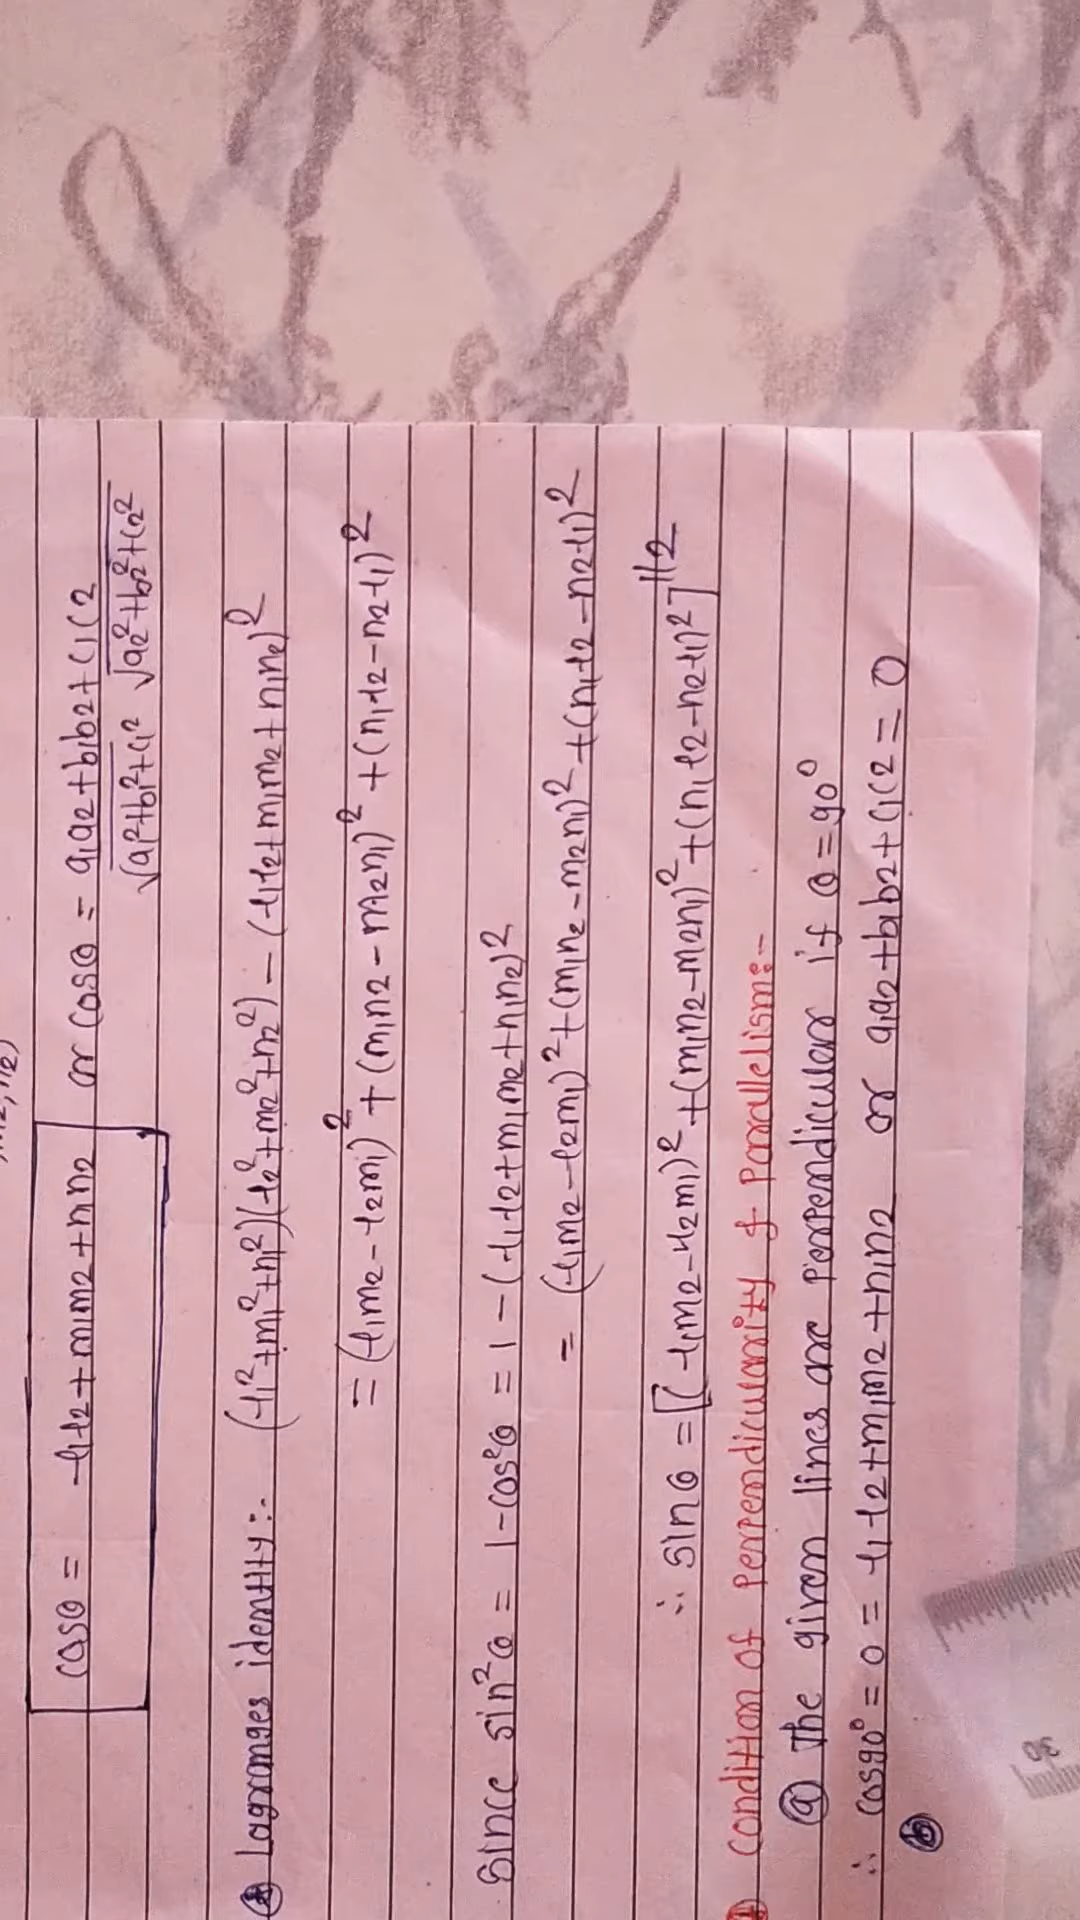 , m2, n2)
cosθ = l1l2 + m1m2 + n1n2 or cosθ = a1a2 + b1b2 + c1c2
√a1²+b1²+c1² √a2²+b2²+c2²
Lagranges identity:- (l1²+m1²+n1²)(l2²+m2²+n2²) - (l1l2+m1m2+n1n2)²
= (l1m2 - l2m1)² + (m1n2 - m2n1)² + (n1l2 - n2l1)²
Since sin²θ = 1-cos²θ = 1 - (l1l2+m1m2+n1n2)²
= (l1m2 - l2m1)² + (m1n2 - m2n1)² + (n1l2 - n2l1)²
∴ sinθ = [(l1m2 - l2m1)² + (m1n2 - m2n1)² + (n1l2 - n2l1)²]1/2
Condition of Perpendicularity & Parallelism:-
(a) The given lines are perpendicular if θ = 90°
∴ cos90° = 0 = l1l2 + m1m2 + n1n2 or a1a2 + b1b2 + c1c2 = 0
(b)
30